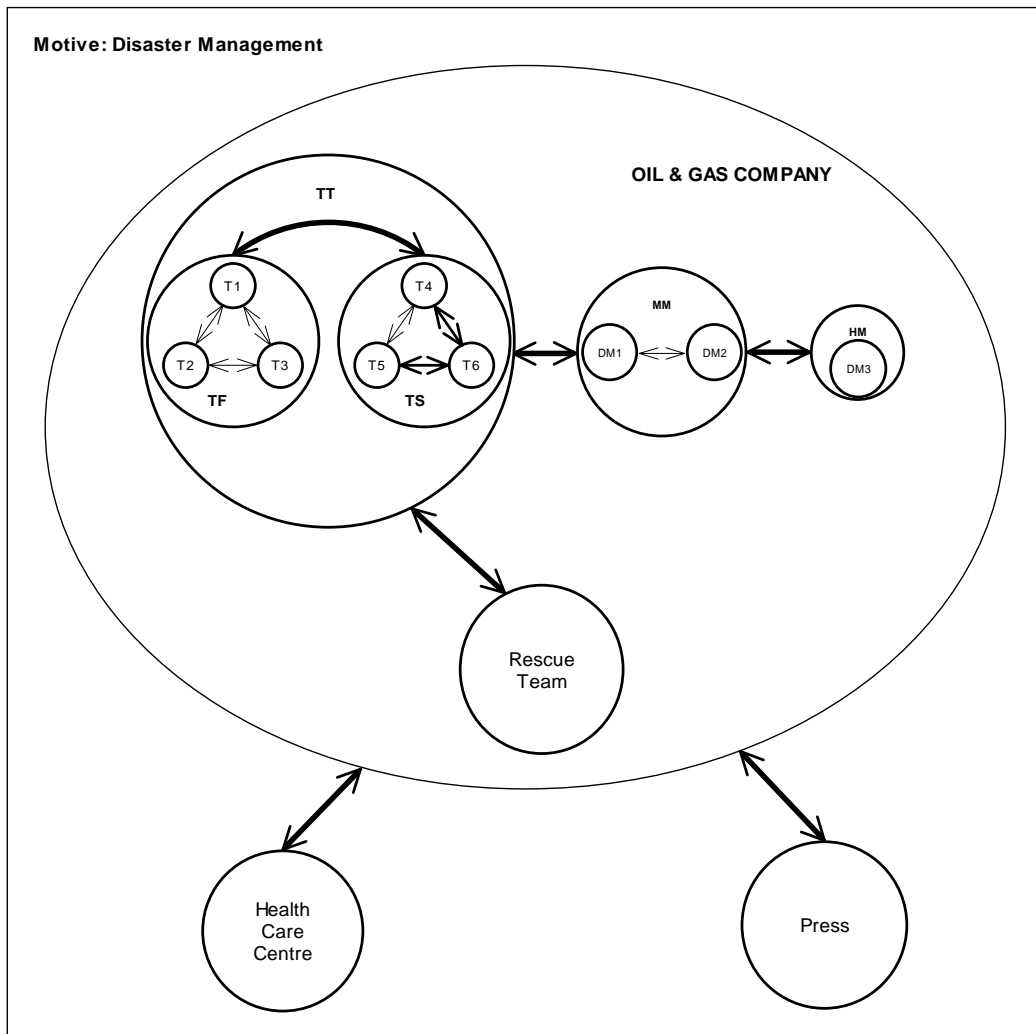 Motive: Disaster Management
OIL & GAS COMPANY
TT
T1
T2
T3
TF
T4
T5
T6
TS
MM
DM1
DM2
HM
DM3
Rescue
Team
Health
Care
Centre
Press